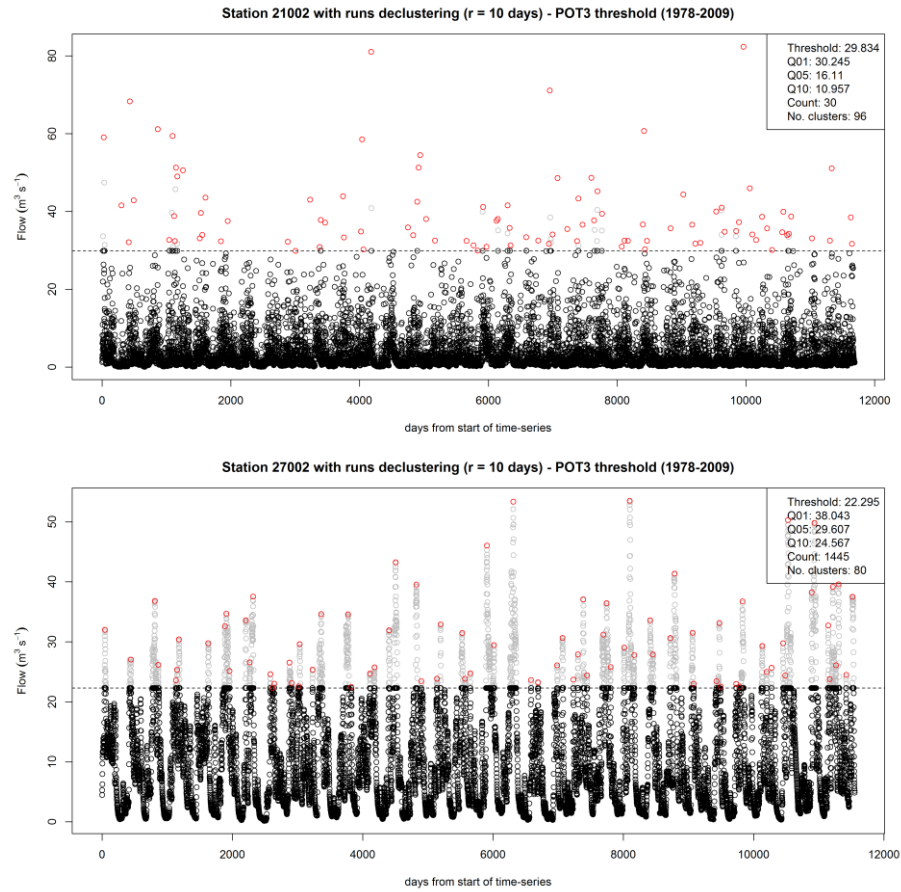 Station 21002 with runs declustering (r = 10 days) - POT3 threshold (1978-2009)
Threshold: 29.834
Q01: 30.245
Q05: 16.11
Q10: 10.957
Count: 30
No. clusters: 96
Flow (m³ s⁻¹)
80
60
40
20
0
0 2000 4000 6000 8000 10000 12000
days from start of time-series
Station 27002 with runs declustering (r = 10 days) - POT3 threshold (1978-2009)
Threshold: 22.295
Q01: 38.043
Q05: 29.607
Q10: 24.567
Count: 1445
No. clusters: 80
Flow (m³ s⁻¹)
50
40
30
20
10
0
0 2000 4000 6000 8000 10000 12000
days from start of time-series